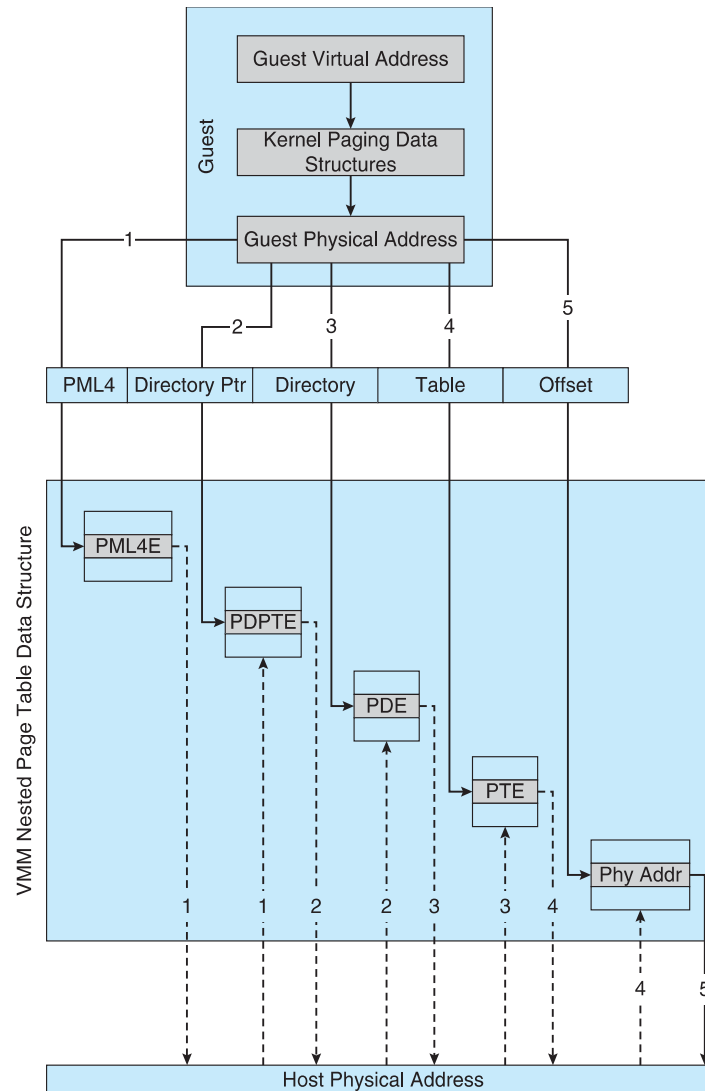 Guest Virtual Address
Kernel Paging Data
Structures
Guest
Guest Physical Address
1
2
3
4
5
PML4
Directory Ptr
Directory
Table
Offset
VMM Nested Page Table Data Structure
PML4E
PDPTE
PDE
PTE
Phy Addr
1
1
2
2
3
3
4
4
5
Host Physical Address